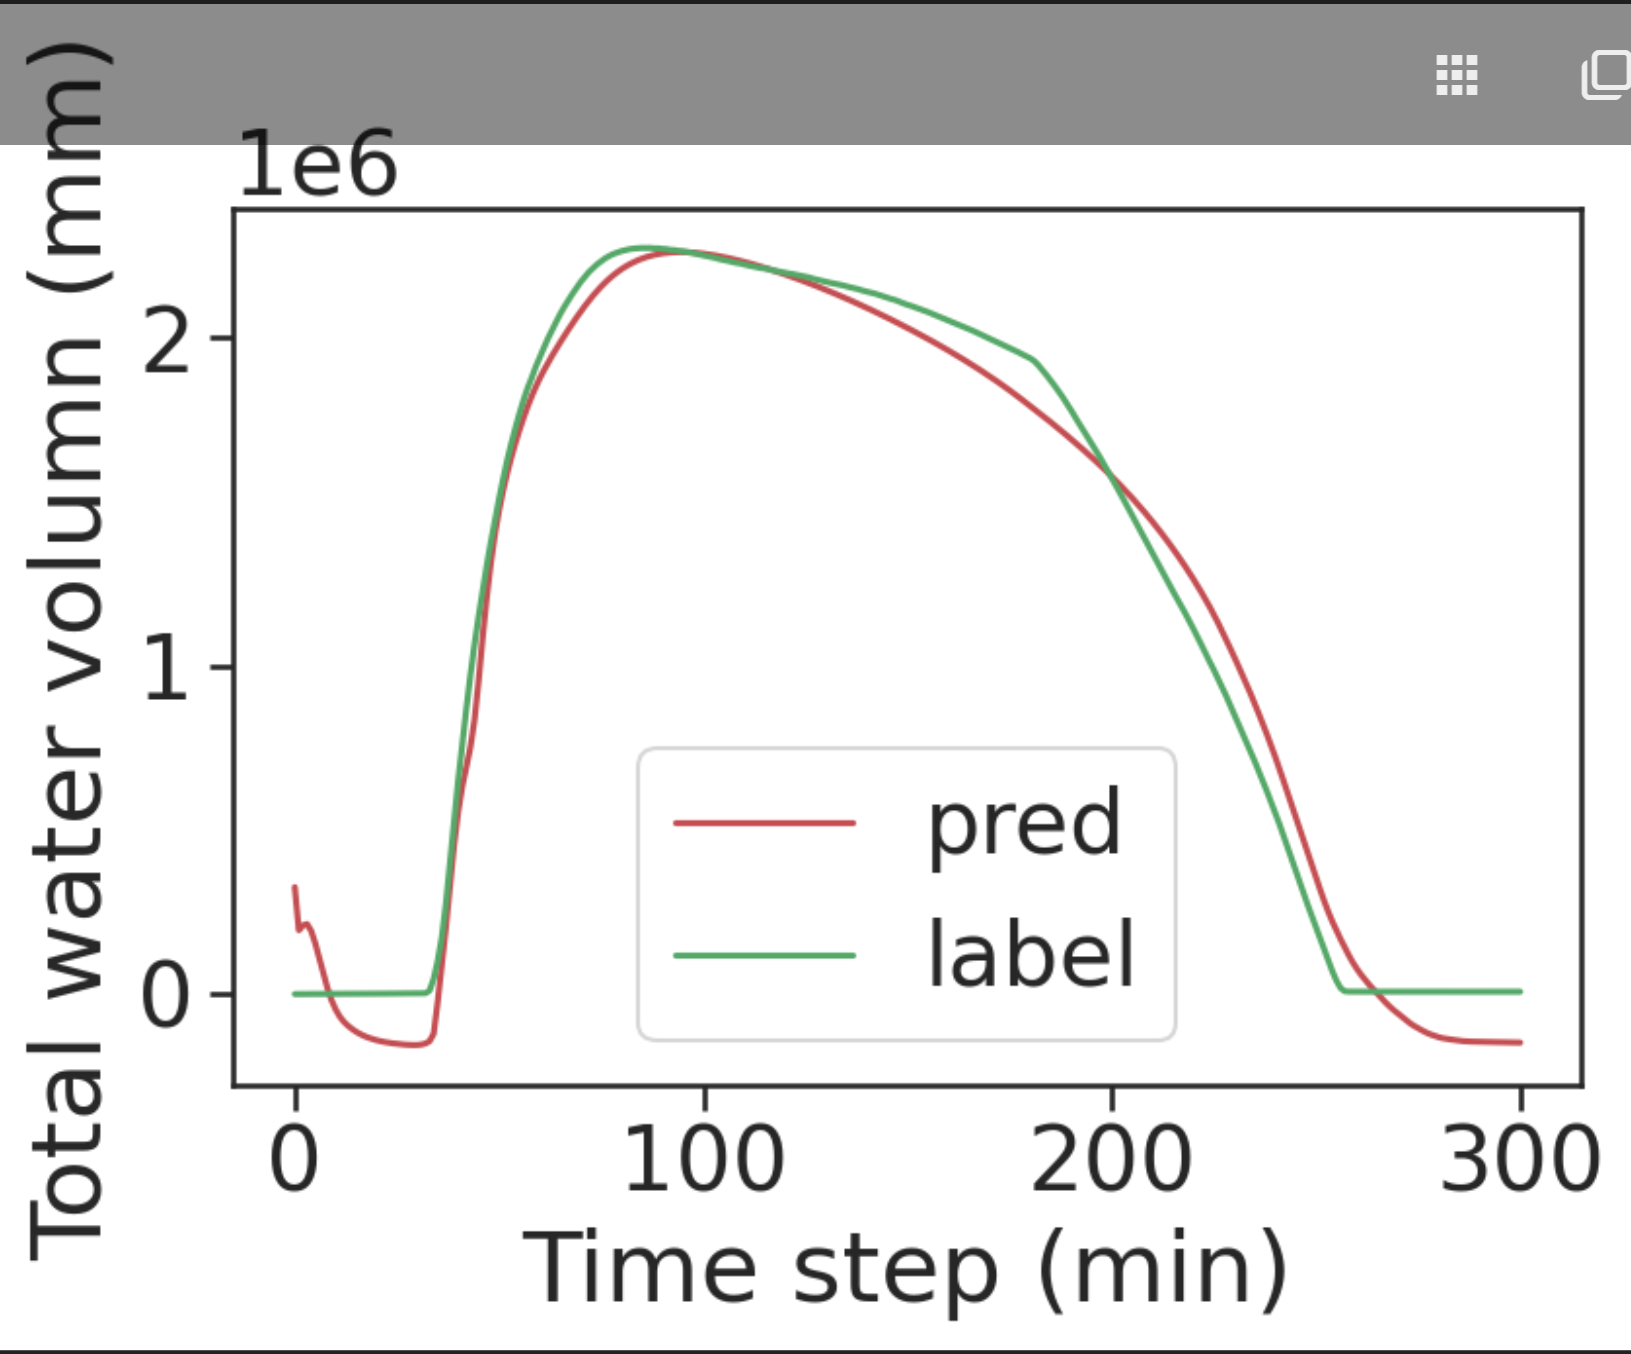 1e6
Total water volumn (mm)
2
1
0
pred
label
0 100 200 300
Time step (min)